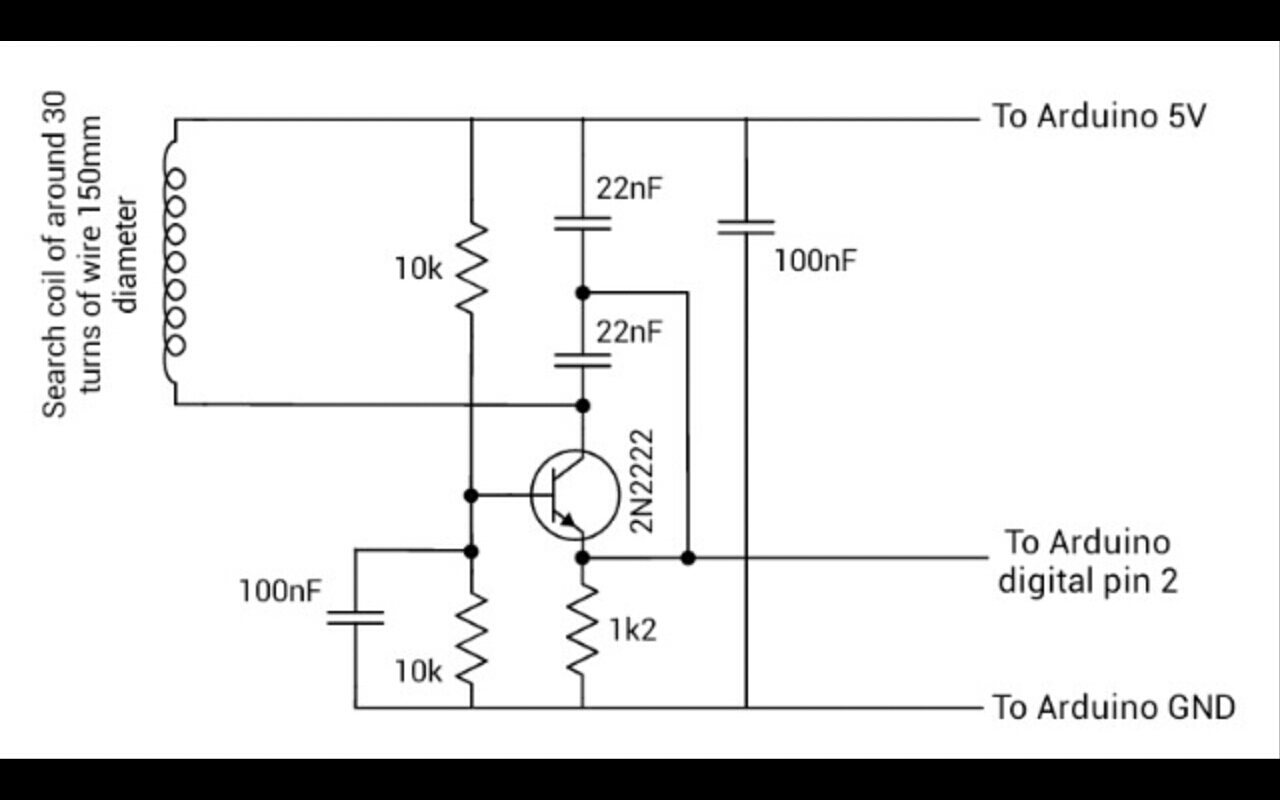 Search coil of around 30
turns of wire 150mm
diameter
To Arduino 5V
22nF
10k
100nF
22nF
2N2222
To Arduino
digital pin 2
100nF
1k2
10k
To Arduino GND